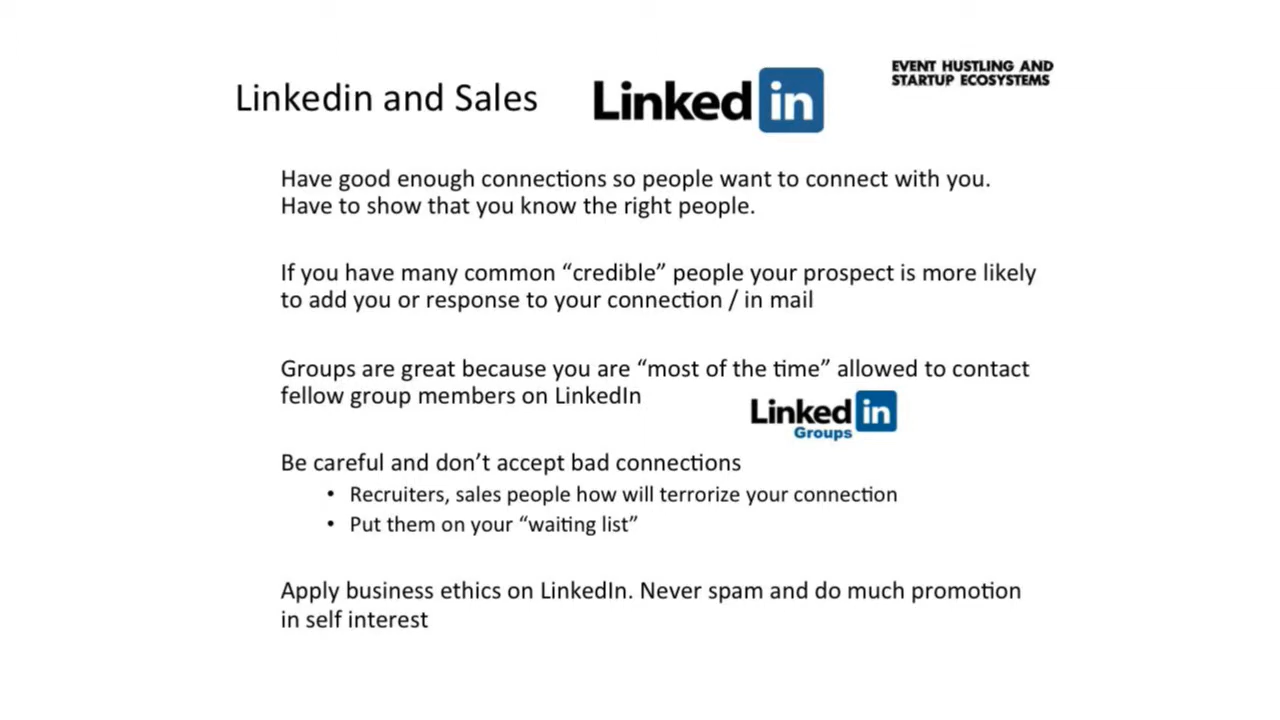 Linkedin and Sales
Linked in
EVENT HUSTLING AND
STARTUP ECOSYSTEMS
Have good enough connections so people want to connect with you.
Have to show that you know the right people.
If you have many common “credible” people your prospect is more likely
to add you or response to your connection / in mail
Groups are great because you are “most of the time” allowed to contact
fellow group members on LinkedIn
Linked in
Groups
Be careful and don’t accept bad connections
• Recruiters, sales people how will terrorize your connection
• Put them on your “waiting list”
Apply business ethics on LinkedIn. Never spam and do much promotion
in self interest